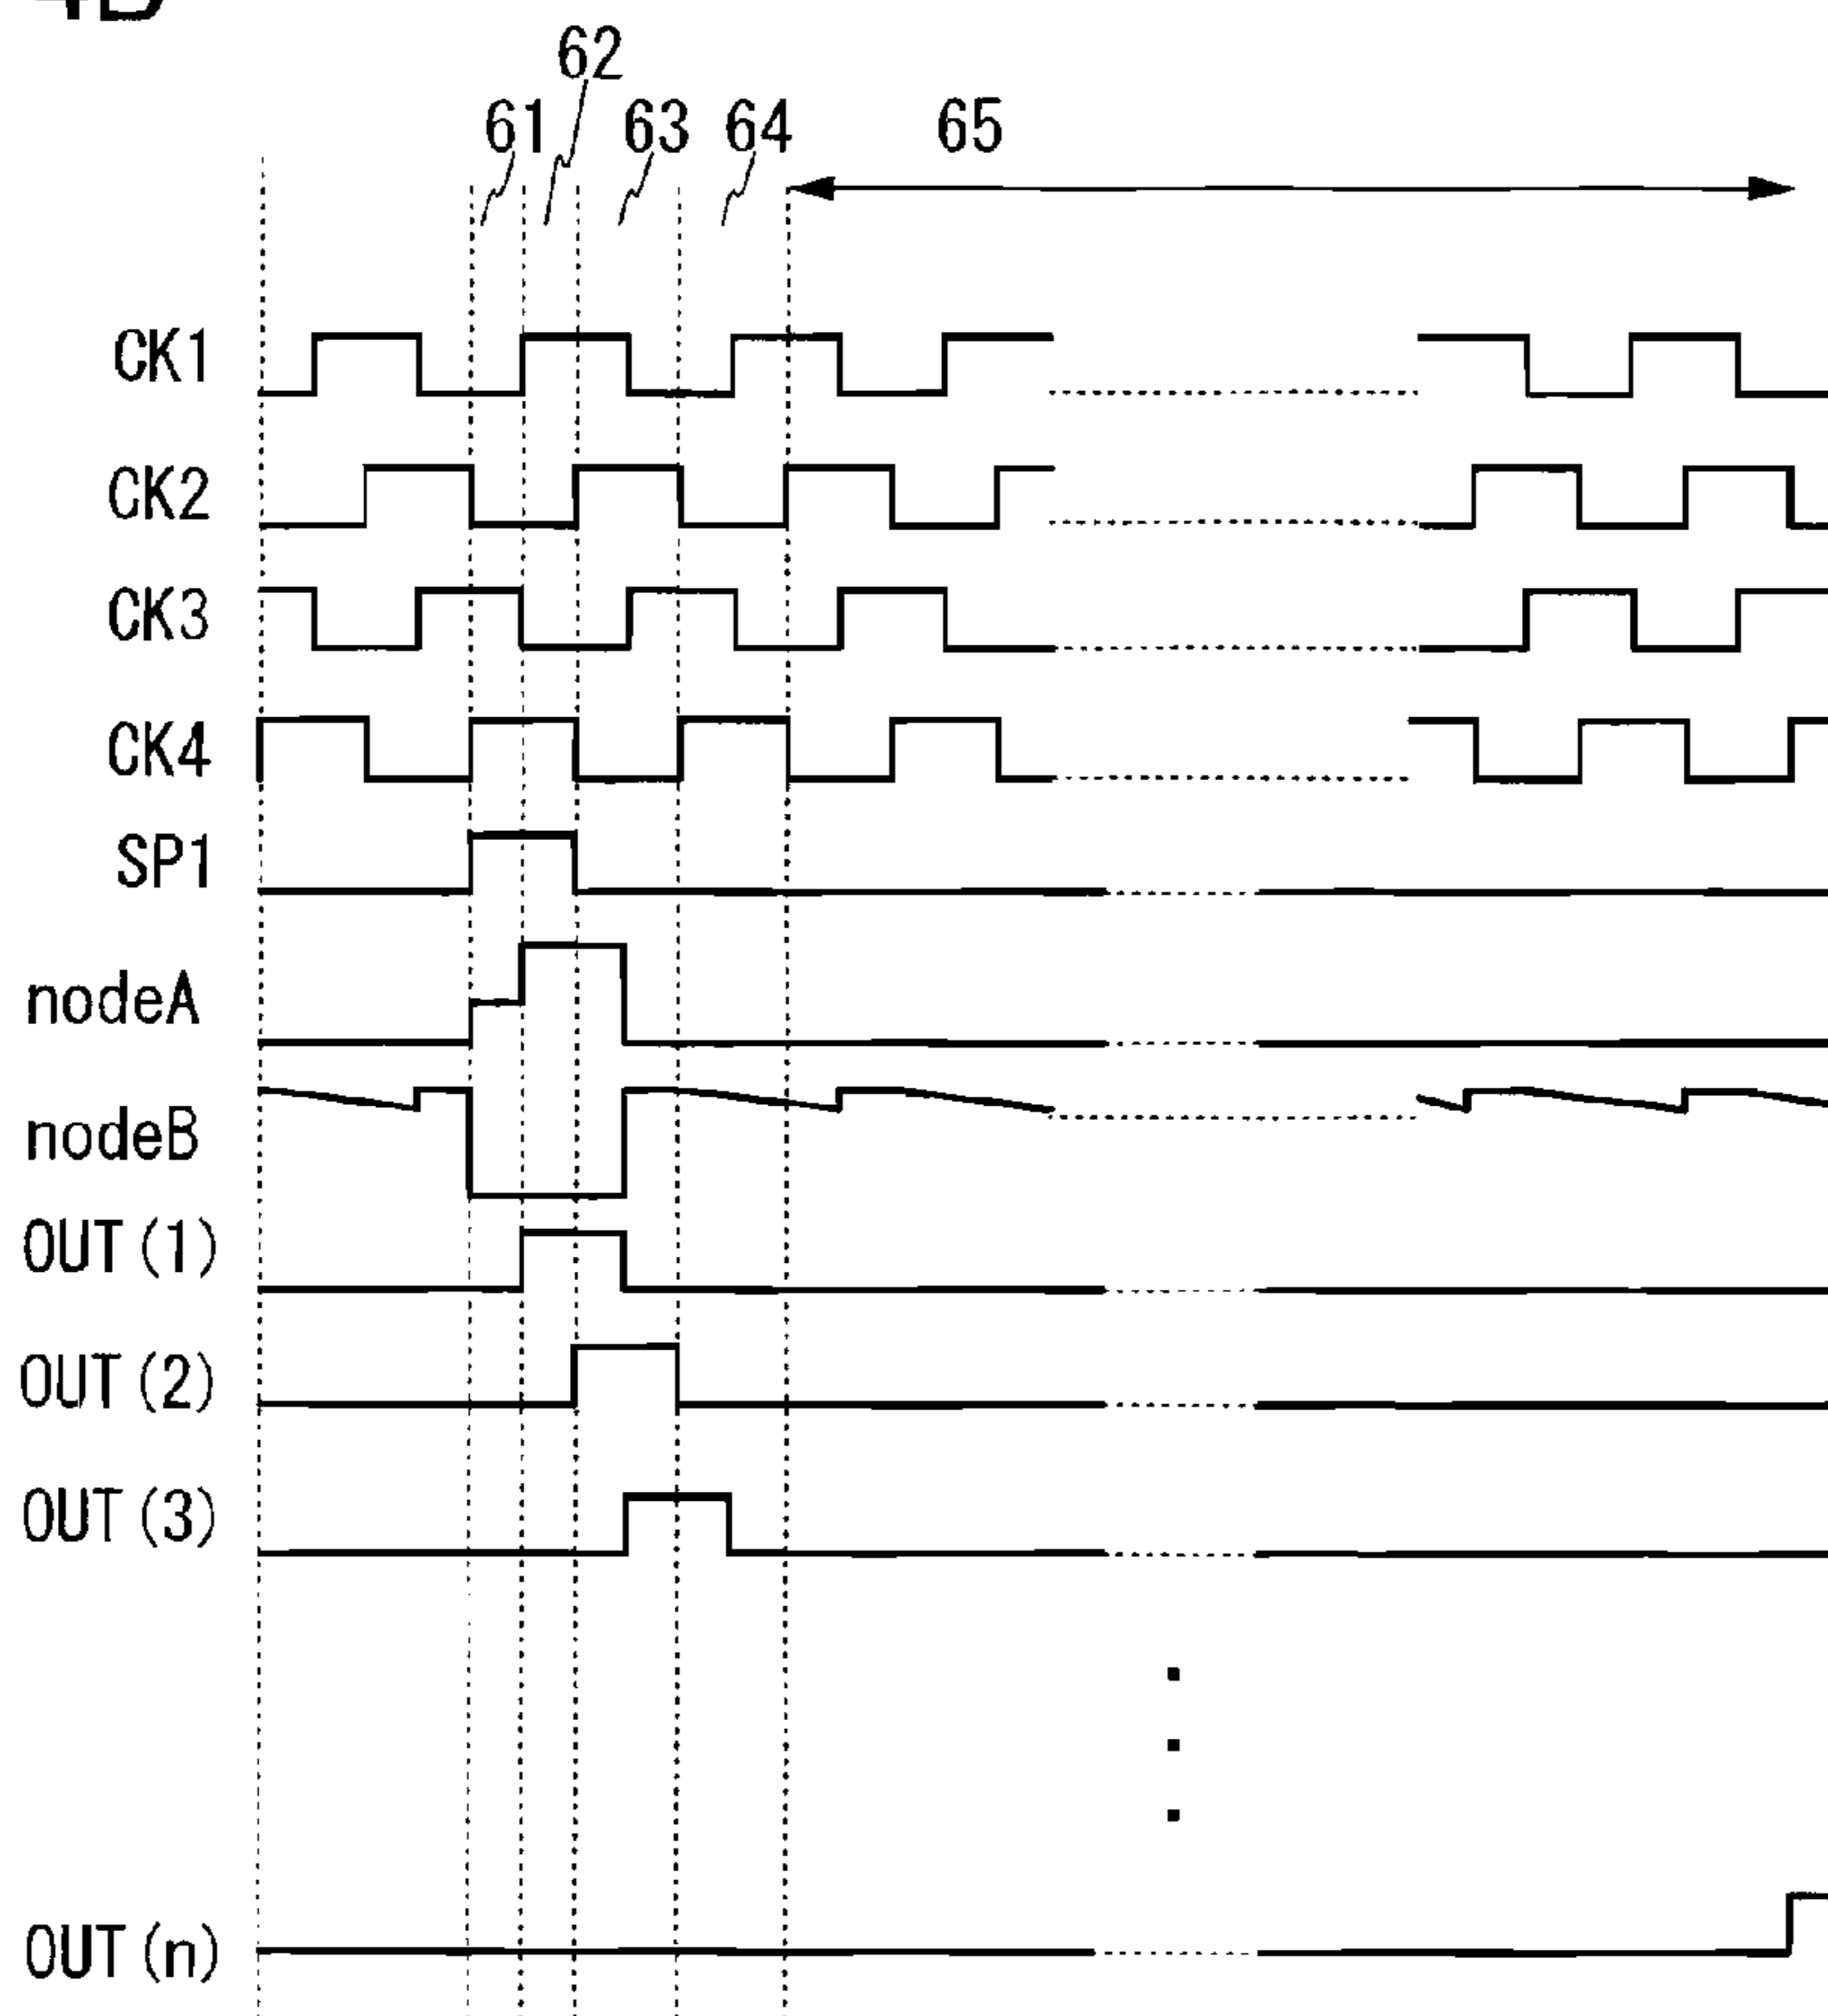 62
61 63 64 65
CK1
CK2
CK3
CK4
SP1
nodeA
nodeB
OUT(1)
OUT(2)
OUT(3)
OUT(n)